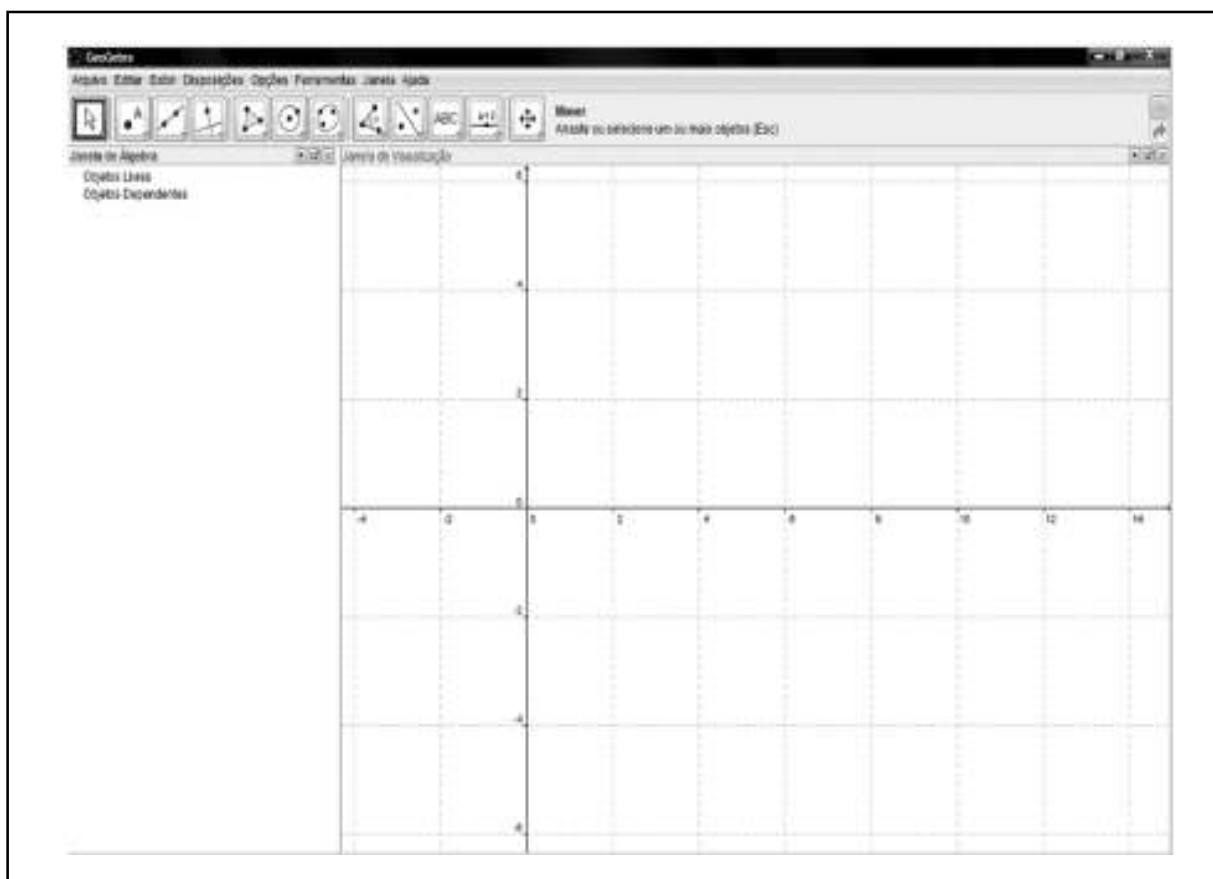 GeoGebra
Arquivo Editar Exibir Disposições Opções Ferramentas Janela Ajuda
A
ABC
a=2
Mover
Arraste ou selecione um ou mais objetos (Esc)
Janela de Álgebra
Janela de Visualização
Objetos Livres
Objetos Dependentes
6
4
2
0
-4 -2 0 2 4 6 8 10 12 14
-2
-4
-6